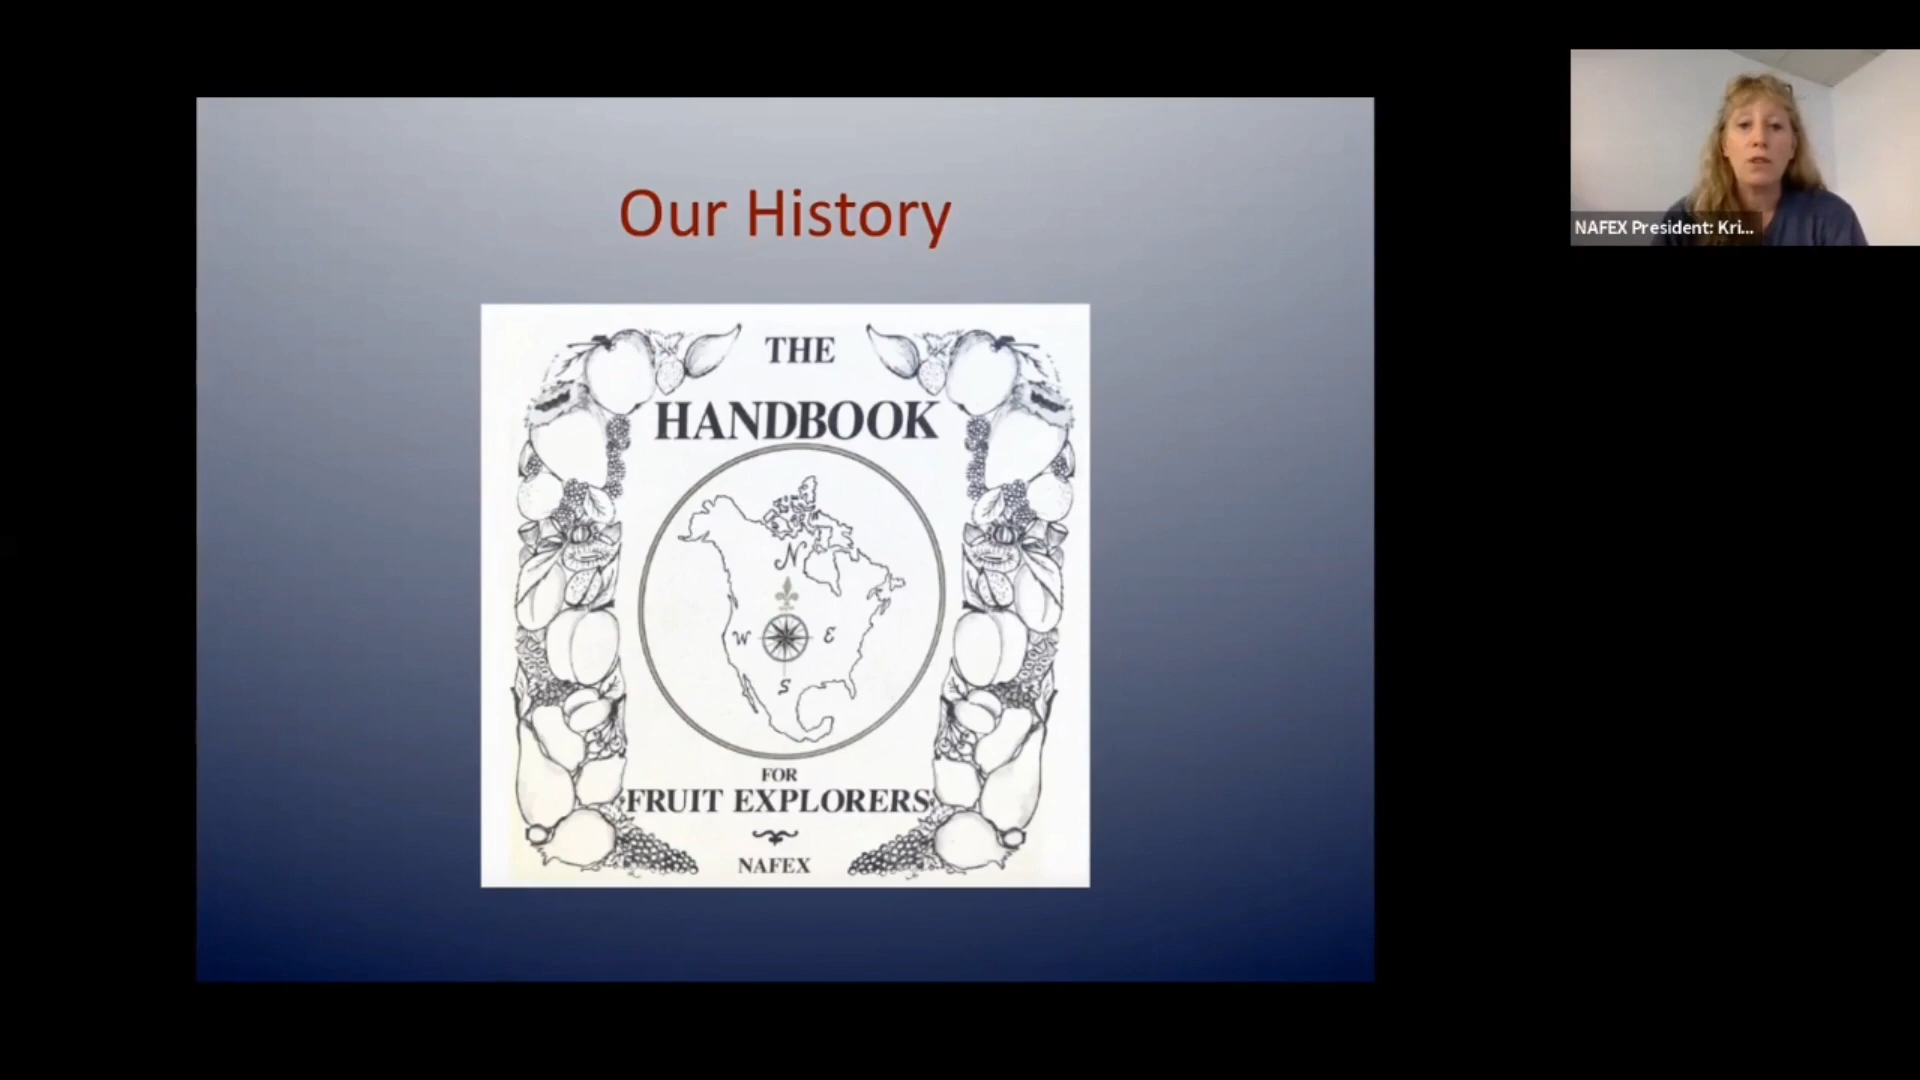 Our History
THE
HANDBOOK
N
W E
S
FOR
FRUIT EXPLORERS
NAFEX
NAFEX President: Kri...